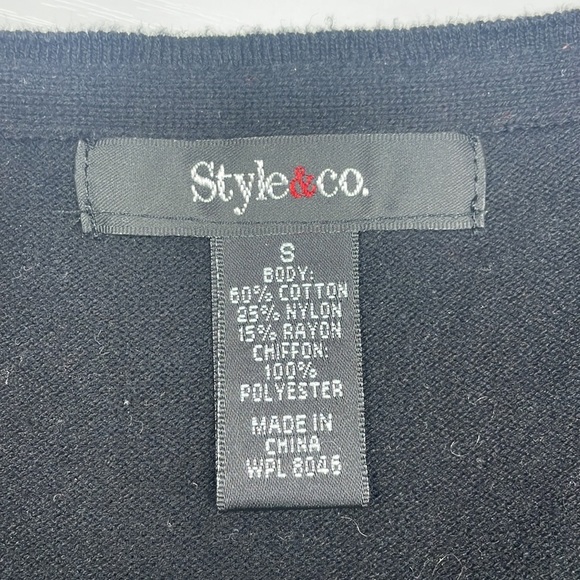 Style&co.
S
BODY:
60% COTTON
25% NYLON
15% RAYON
CHIFFON:
100%
POLYESTER
MADE IN
CHINA
WPL 8046